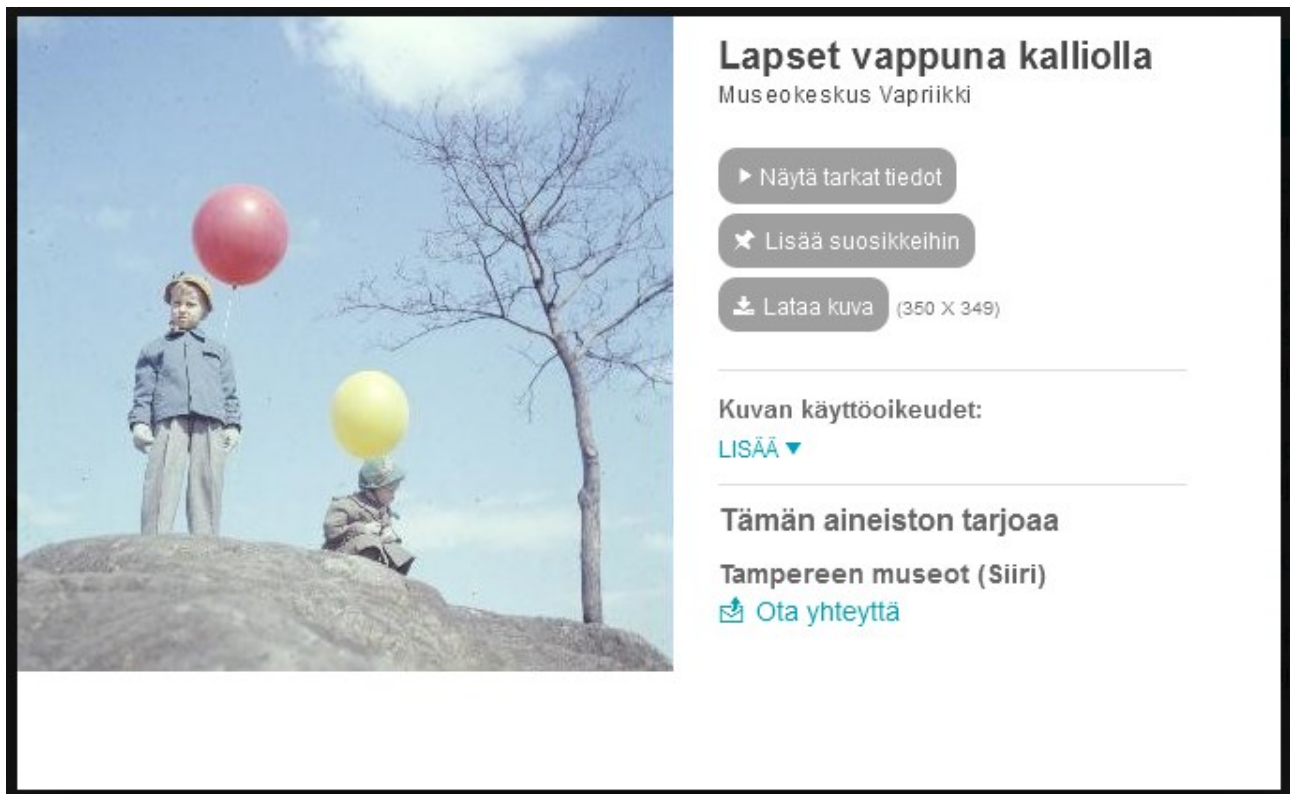 Lapset vappuna kalliolla
Museokeskus Vapriikki
Näytä tarkat tiedot
Lisää suosikkeihin
Lataa kuva (350 X 349)
Kuvan käyttöoikeudet:
LISÄÄ
Tämän aineiston tarjoaa
Tampereen museot (Siiri)
Ota yhteyttä